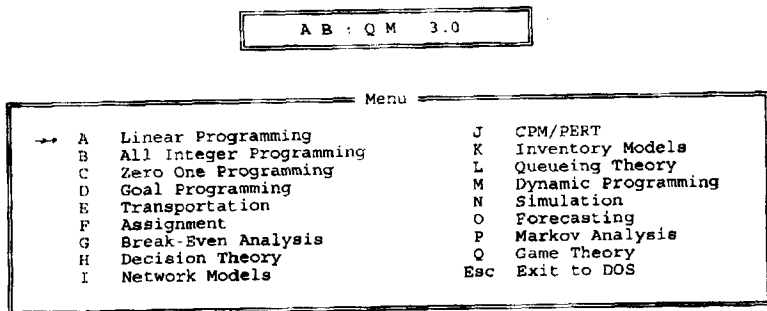 AB:QM 3.0
Menu
A Linear Programming
B All Integer Programming
C Zero One Programming
D Goal Programming
E Transportation
F Assignment
G Break-Even Analysis
H Decision Theory
I Network Models
J CPM/PERT
K Inventory Models
L Queueing Theory
M Dynamic Programming
N Simulation
O Forecasting
P Markov Analysis
Q Game Theory
Esc Exit to DOS